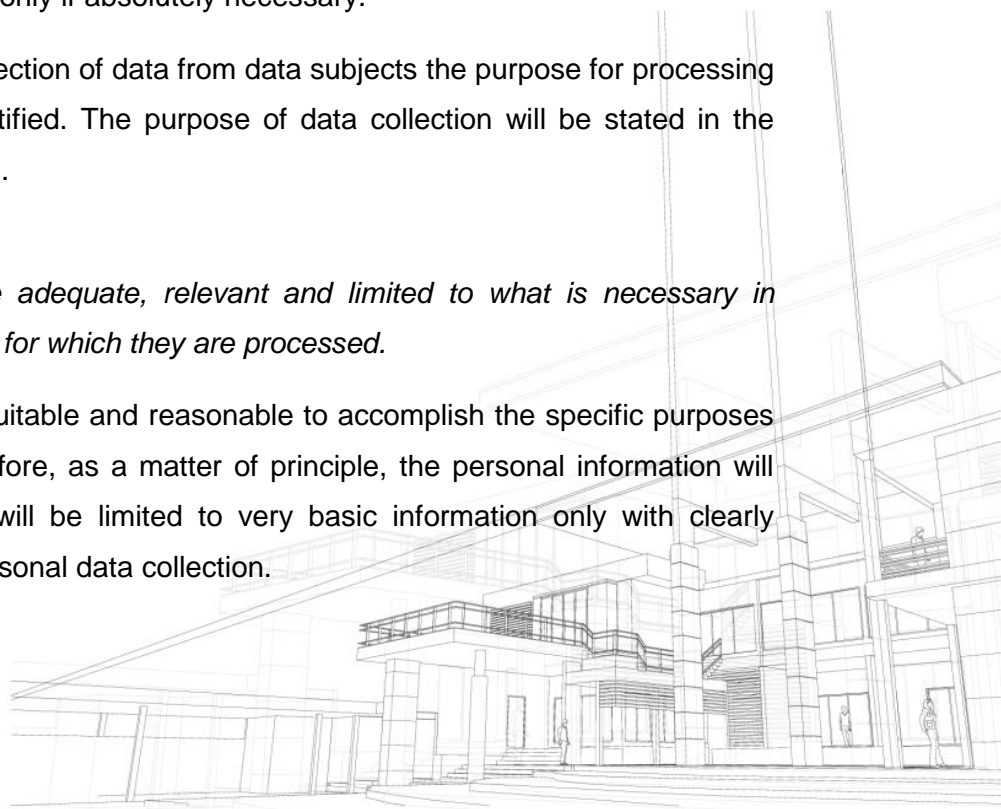 only if absolutely necessary.
ection of data from data subjects the purpose for processing
tified. The purpose of data collection will be stated in the
.
e adequate, relevant and limited to what is necessary in
for which they are processed.
uitable and reasonable to accomplish the specific purposes
fore, as a matter of principle, the personal information will
will be limited to very basic information only with clearly
rsonal data collection.